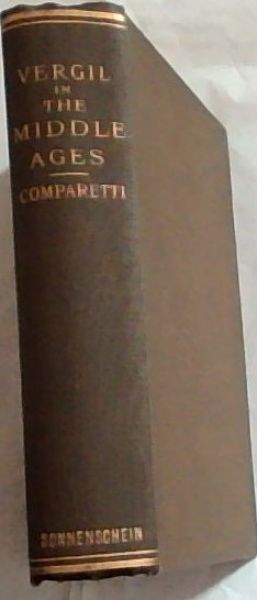 VERGIL
IN
THE
MIDDLE
AGES
COMPARETTI
SONNENSCHEIN